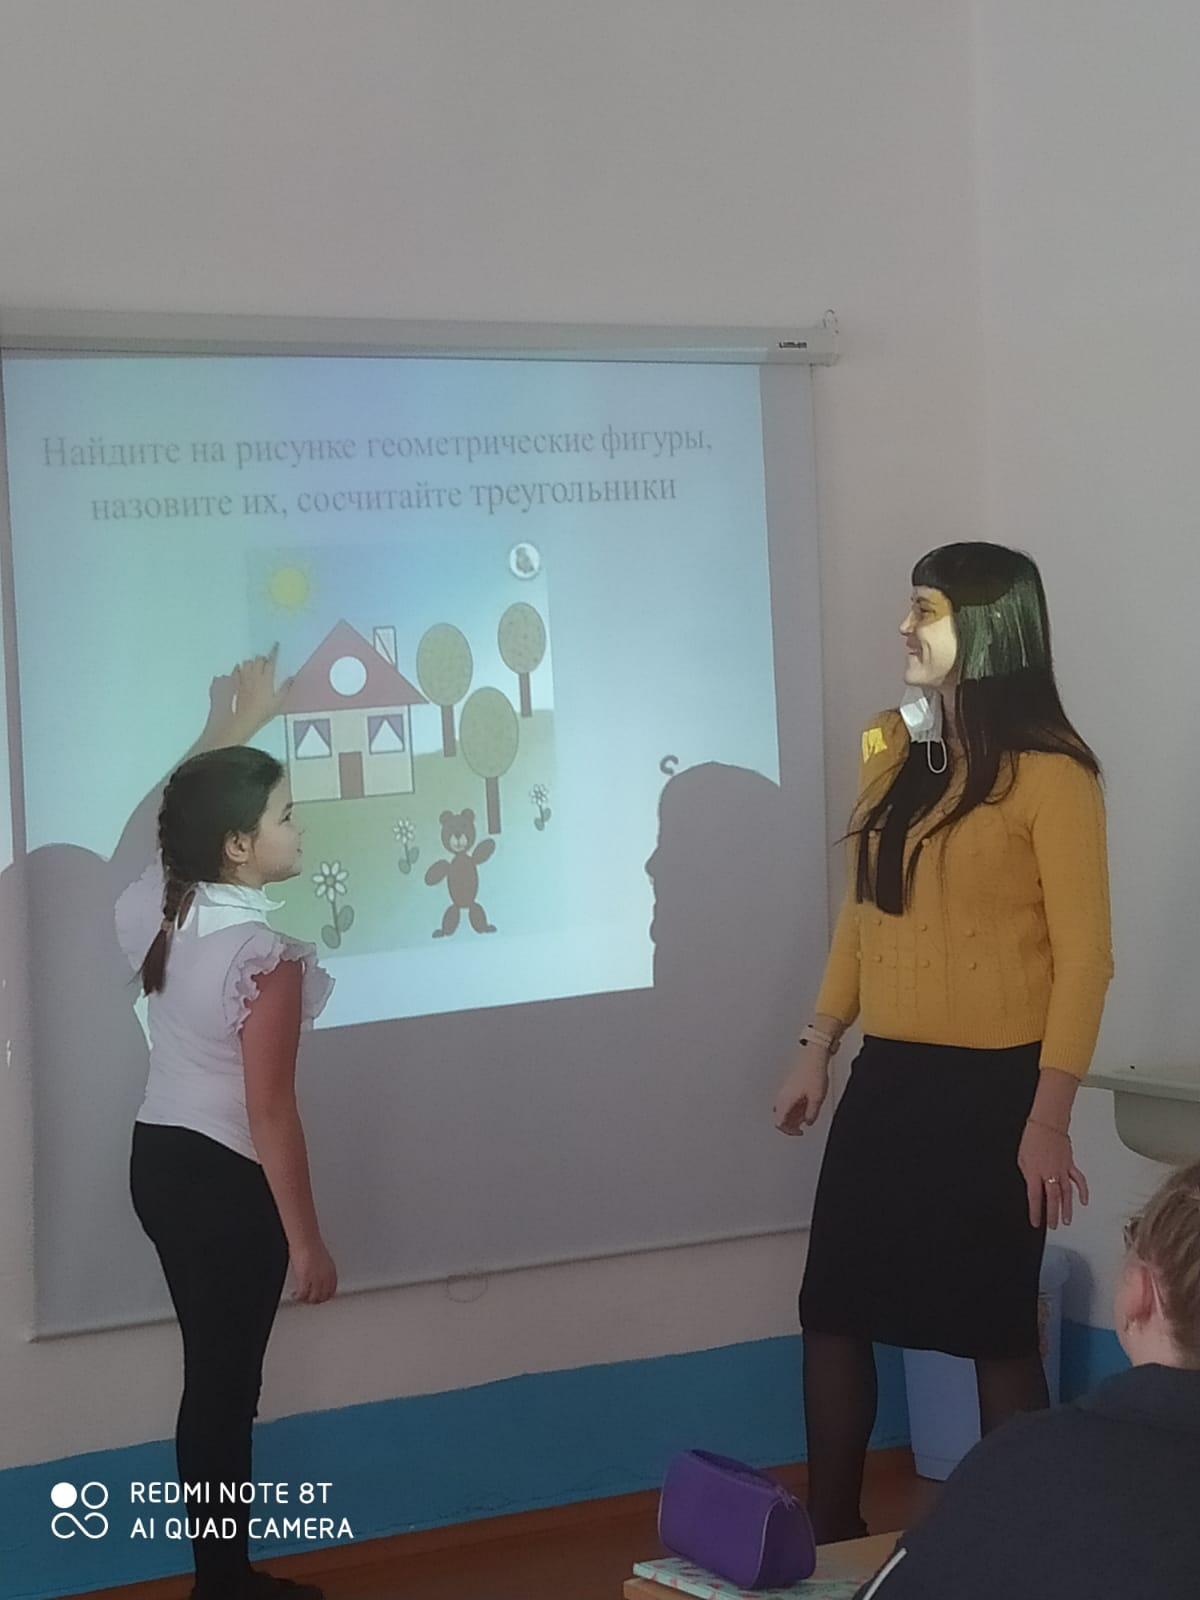 Найдите на рисунке геометрические фигуры,
назовите их, сосчитайте треугольники
REDMI NOTE 8T
AI QUAD CAMERA